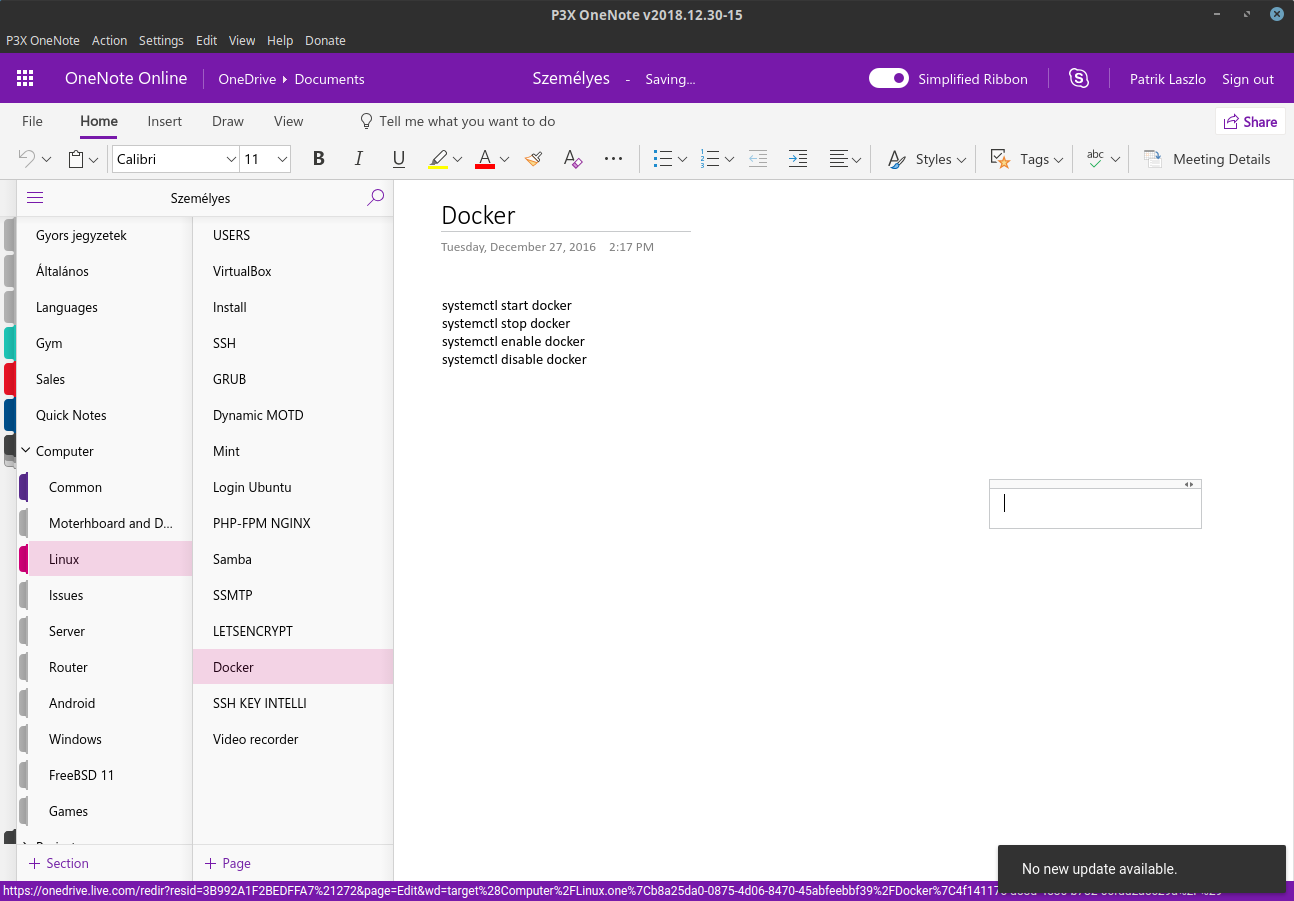 P3X OneNote v2018.12.30-15
P3X OneNote Action Settings Edit View Help Donate
OneNote Online OneDrive Documents Személyes - Saving... Simplified Ribbon Patrik Laszlo Sign out
File Home Insert Draw View Tell me what you want to do Share
Calibri 11 B I U A A Styles Tags abc Meeting Details
Személyes
Gyors jegyzetek
Általános
Languages
Gym
Sales
Quick Notes
Computer
Common
Moterhboard and D...
Linux
Issues
Server
Router
Android
Windows
FreeBSD 11
Games
+ Section
USERS
VirtualBox
Install
SSH
GRUB
Dynamic MOTD
Mint
Login Ubuntu
PHP-FPM NGINX
Samba
SSMTP
LETSENCRYPT
Docker
SSH KEY INTELLI
Video recorder
+ Page
Docker
Tuesday, December 27, 2016 2:17 PM
systemctl start docker
systemctl stop docker
systemctl enable docker
systemctl disable docker
No new update available.
https://onedrive.live.com/redir?resid=3B992A1F2BEDFFA7%21272&page=Edit&wd=target%28Computer%2FLinux.one%7Cb8a25da0-0875-4d06-8470-45abfeebbf39%2FDocker%7C4f14117